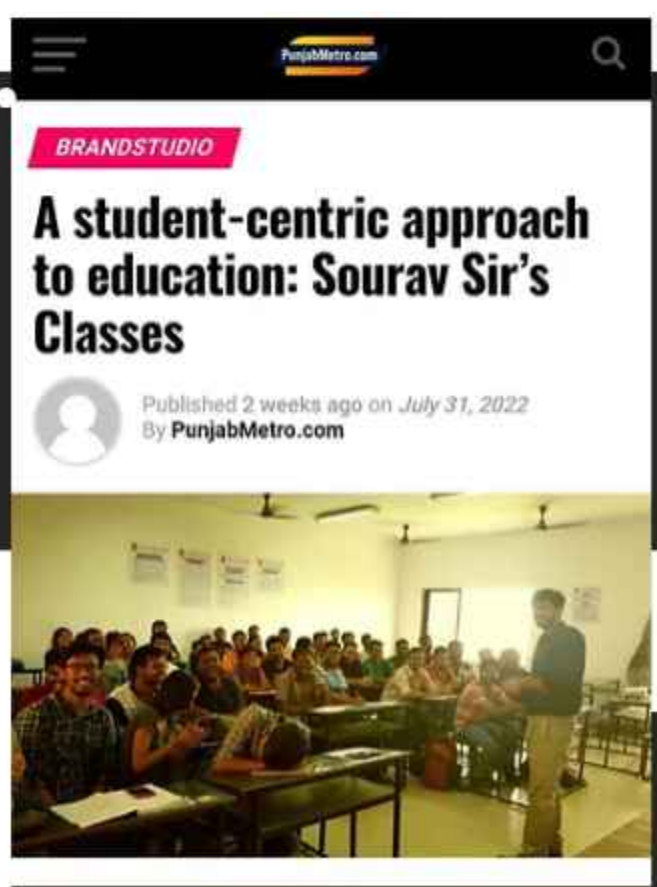 PunjabMetro.com
BRANDSTUDIO
A student-centric approach
to education: Sourav Sir's
Classes
Published 2 weeks ago on July 31, 2022
By PunjabMetro.com